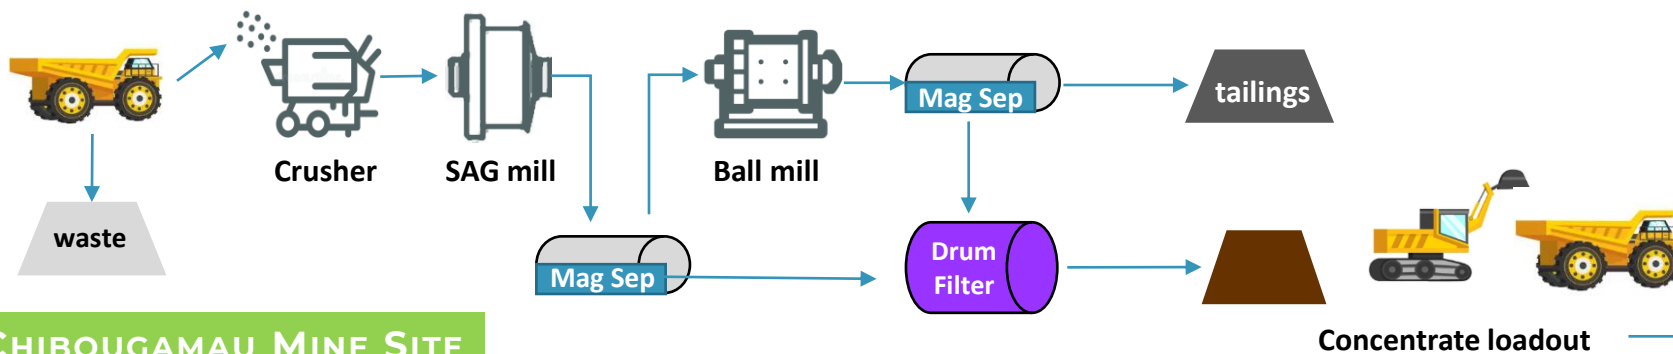 Crusher
SAG mill
Ball mill
Mag Sep
tailings
waste
Mag Sep
Drum
Filter
Concentrate loadout
CHIBOUGAMAU MINE SITE